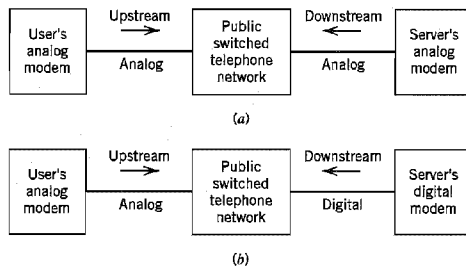 User's
analog
modem
Upstream
Analog
Public
switched
telephone
network
Downstream
Analog
Server's
analog
modem
(a)
User's
analog
modem
Upstream
Analog
Public
switched
telephone
network
Downstream
Digital
Server's
digital
modem
(b)